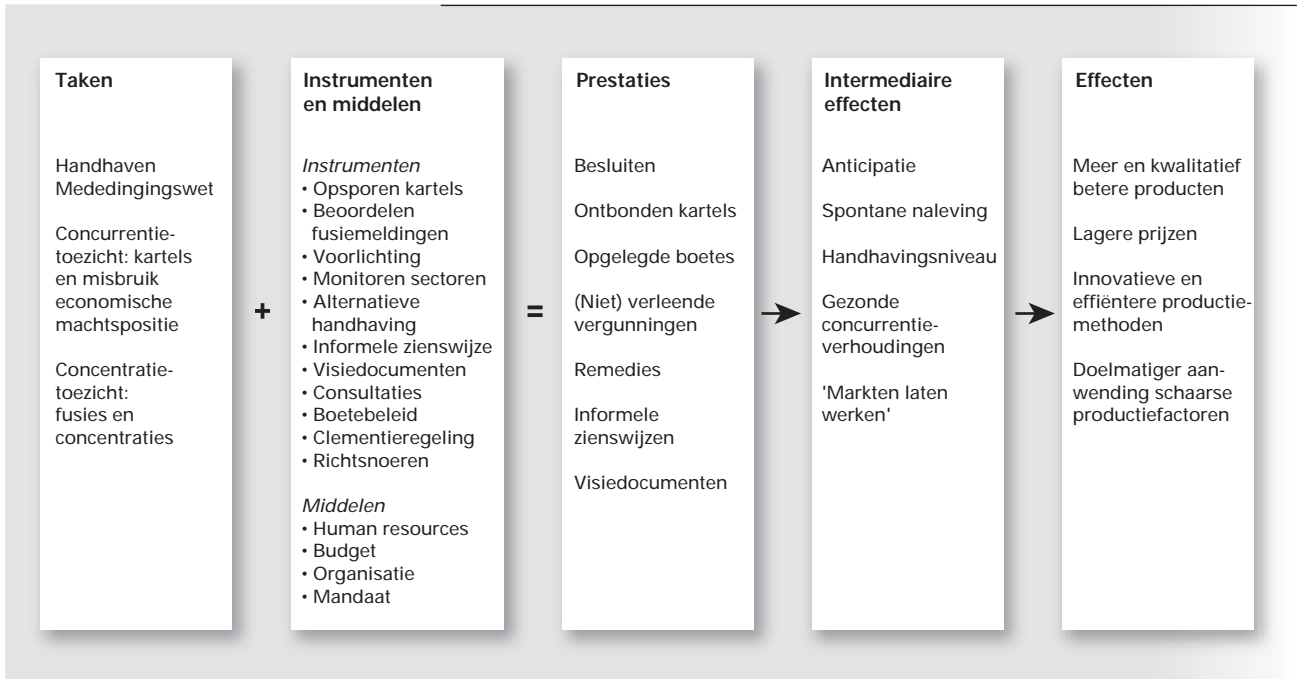 Taken
Handhaven
Mededingingswet
Concurrentie-
toezicht: kartels
en misbruik
economische
machtspositie
Concentratie-
toezicht:
fusies en
concentraties
+
Instrumenten
en middelen
Instrumenten
• Opsporen kartels
• Beoordelen
fusiemeldingen
• Voorlichting
• Monitoren sectoren
• Alternatieve
handhaving
• Informele zienswijze
• Visiedocumenten
• Consultaties
• Boetebeleid
• Clementieregeling
• Richtsnoeren
Middelen
• Human resources
• Budget
• Organisatie
• Mandaat
=
Prestaties
Besluiten
Ontbonden kartels
Opgelegde boetes
(Niet) verleende
vergunningen
Remedies
Informele
zienswijzen
Visiedocumenten
Intermediaire
effecten
Anticipatie
Spontane naleving
Handhavingsniveau
Gezonde
concurrentie-
verhoudingen
'Markten laten
werken'
Effecten
Meer en kwalitatief
betere producten
Lagere prijzen
Innovatieve en
effiëntere productie-
methoden
Doelmatiger aan-
wending schaarse
productiefactoren